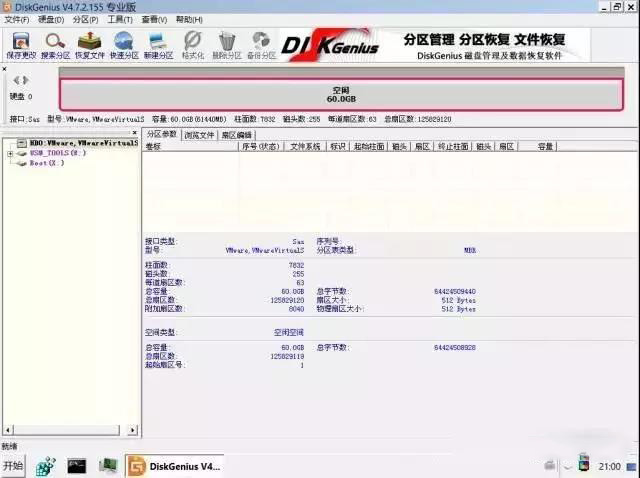 DiskGenius V4.7.2.155 专业版
文件(F) 硬盘(D) 分区(P) 工具(T) 查看(V) 帮助(H)
保存更改 搜索分区 恢复文件 快速分区 新建分区 格式化 删除分区 备份分区
DISKGenius
分区管理 分区恢复 文件恢复
DiskGenius 磁盘管理及数据恢复软件
硬盘 0
空闲
60.0GB
接口:Sas 型号:VMware,VMwareVirtualS 容量:60.0GB(61440MB) 柱面数:7832 磁头数:255 每道扇区数:63 总扇区数:125829120
HD0:VMware,VMwareVirtualS
USM_TOOLS(U:)
Boot(X:)
分区参数 浏览文件 扇区编辑
卷标 序号(状态) 文件系统 标识 起始柱面 磁头 扇区 终止柱面 磁头 扇区 容量
接口类型: Sas 序列号:
型号: VMware,VMwareVirtualS 分区表类型: MBR
柱面数: 7832
磁头数: 255
每道扇区数: 63
总容量: 60.0GB 总字节数: 64424509440
总扇区数: 125829120 扇区大小: 512 Bytes
附加扇区数: 8040 物理扇区大小: 512 Bytes
空闲类型: 空闲空间
总容量: 60.0GB 总字节数: 64424508928
总扇区数: 125829119
起始扇区号: 1
就绪
开始
DiskGenius V4...
21:00